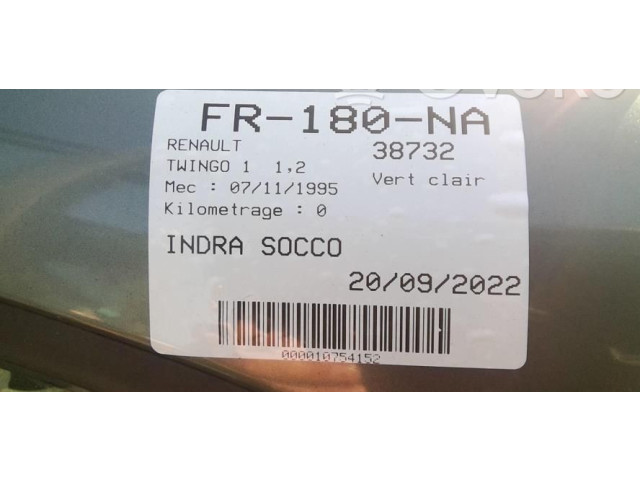 FR-180-NA
RENAULT 38732
TWINGO 1 1,2 Vert clair
Mec : 07/11/1995
Kilometrage : 0
INDRA SOCCO
20/09/2022
000010754152